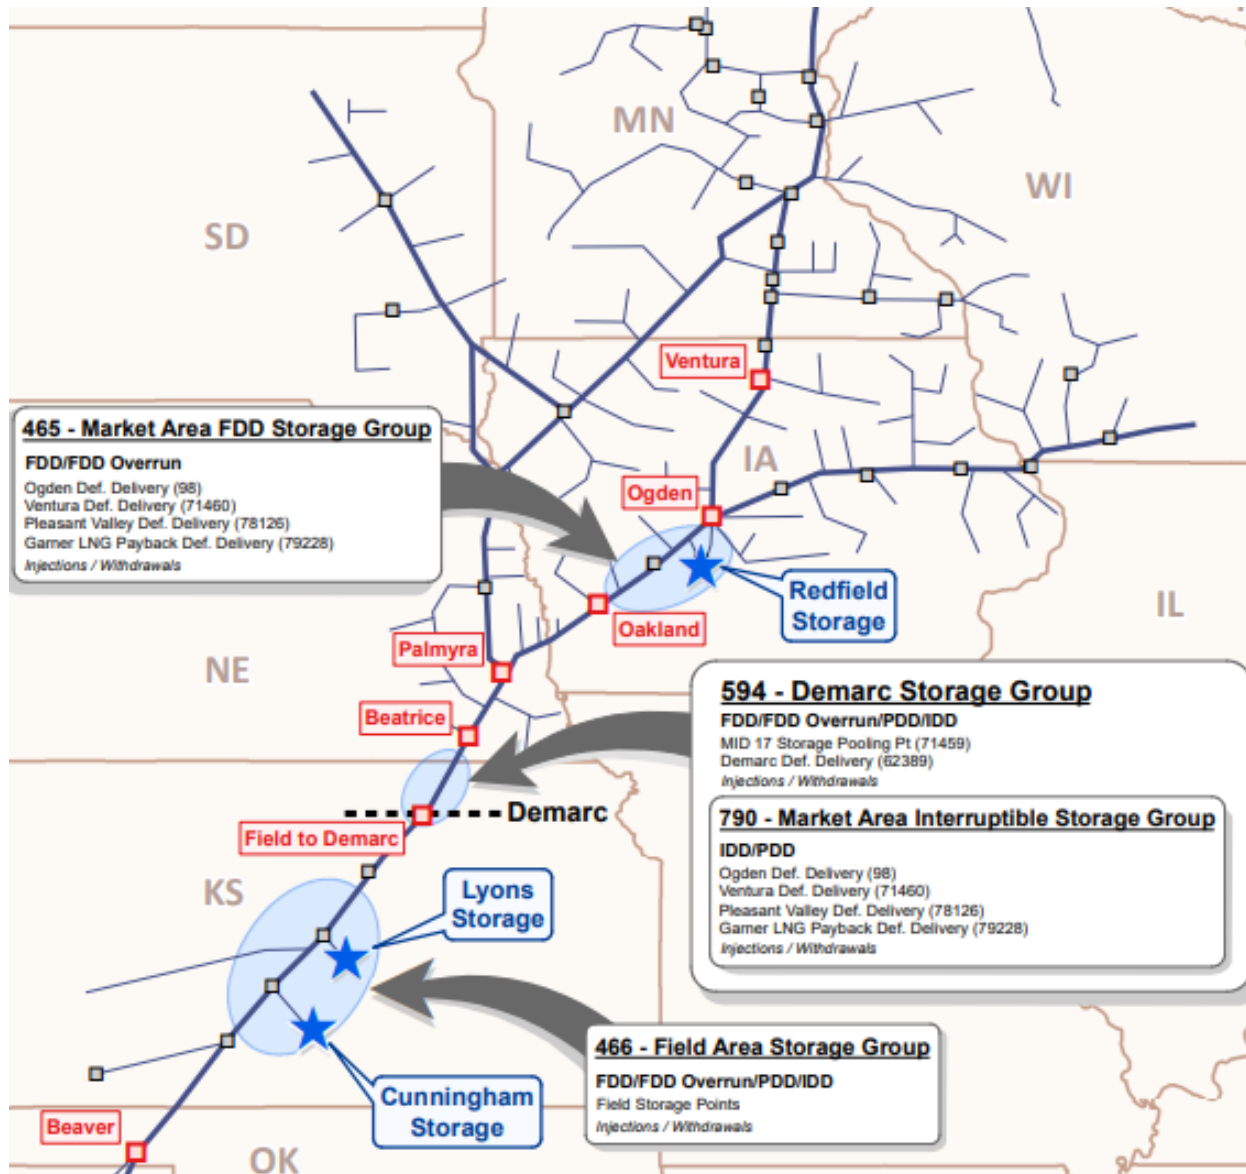 MN
WI
SD
Ventura
465 - Market Area FDD Storage Group
FDD/FDD Overrun
Ogden Def. Delivery (98)
Ventura Def. Delivery (71460)
Pleasant Valley Def. Delivery (78126)
Garner LNG Payback Def. Delivery (79228)
Injections / Withdrawals
IA
Ogden
Redfield
Storage
IL
Oakland
Palmyra
NE
Beatrice
594 - Demarc Storage Group
FDD/FDD Overrun/PDD/IDD
MID 17 Storage Pooling Pt (71459)
Demarc Def. Delivery (62389)
Injections / Withdrawals
790 - Market Area Interruptible Storage Group
IDD/PDD
Ogden Def. Delivery (98)
Ventura Def. Delivery (71460)
Pleasant Valley Def. Delivery (78126)
Garner LNG Payback Def. Delivery (79228)
Injections / Withdrawals
Demarc
Field to Demarc
KS
Lyons
Storage
466 - Field Area Storage Group
FDD/FDD Overrun/PDD/IDD
Field Storage Points
Injections / Withdrawals
Cunningham
Storage
Beaver
OK